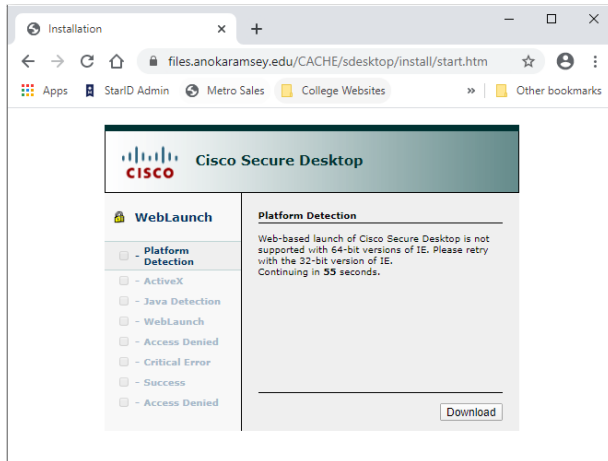 Installation
files.anokaramsey.edu/CACHE/sdesktop/install/start.htm
Apps StarID Admin Metro Sales College Websites » Other bookmarks
CISCO
Cisco Secure Desktop
WebLaunch
- Platform
Detection
- ActiveX
- Java Detection
- WebLaunch
- Access Denied
- Critical Error
- Success
- Access Denied
Platform Detection
Web-based launch of Cisco Secure Desktop is not
supported with 64-bit versions of IE. Please retry
with the 32-bit version of IE.
Continuing in 55 seconds.
Download